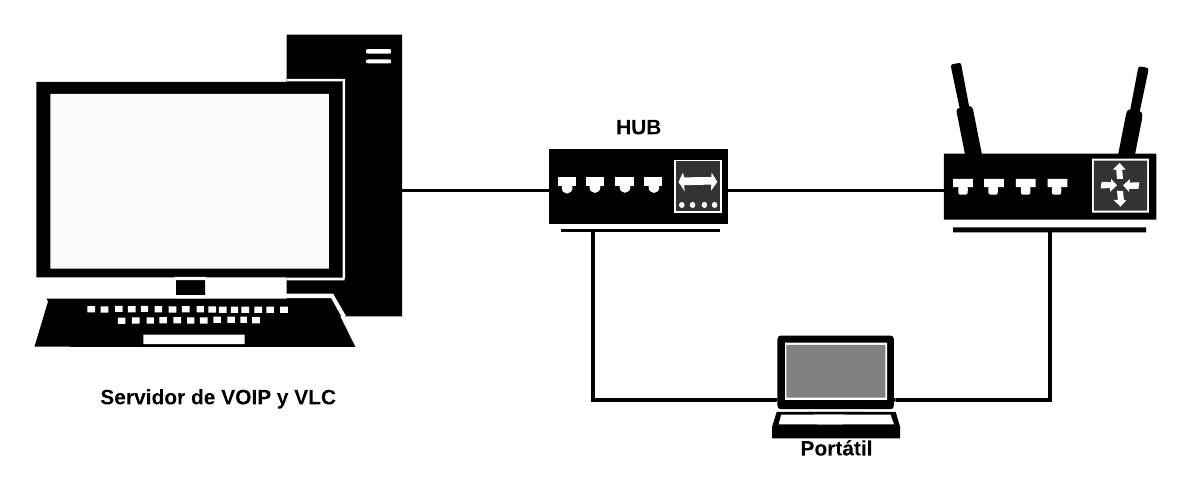 HUB
Servidor de VOIP y VLC
Portátil